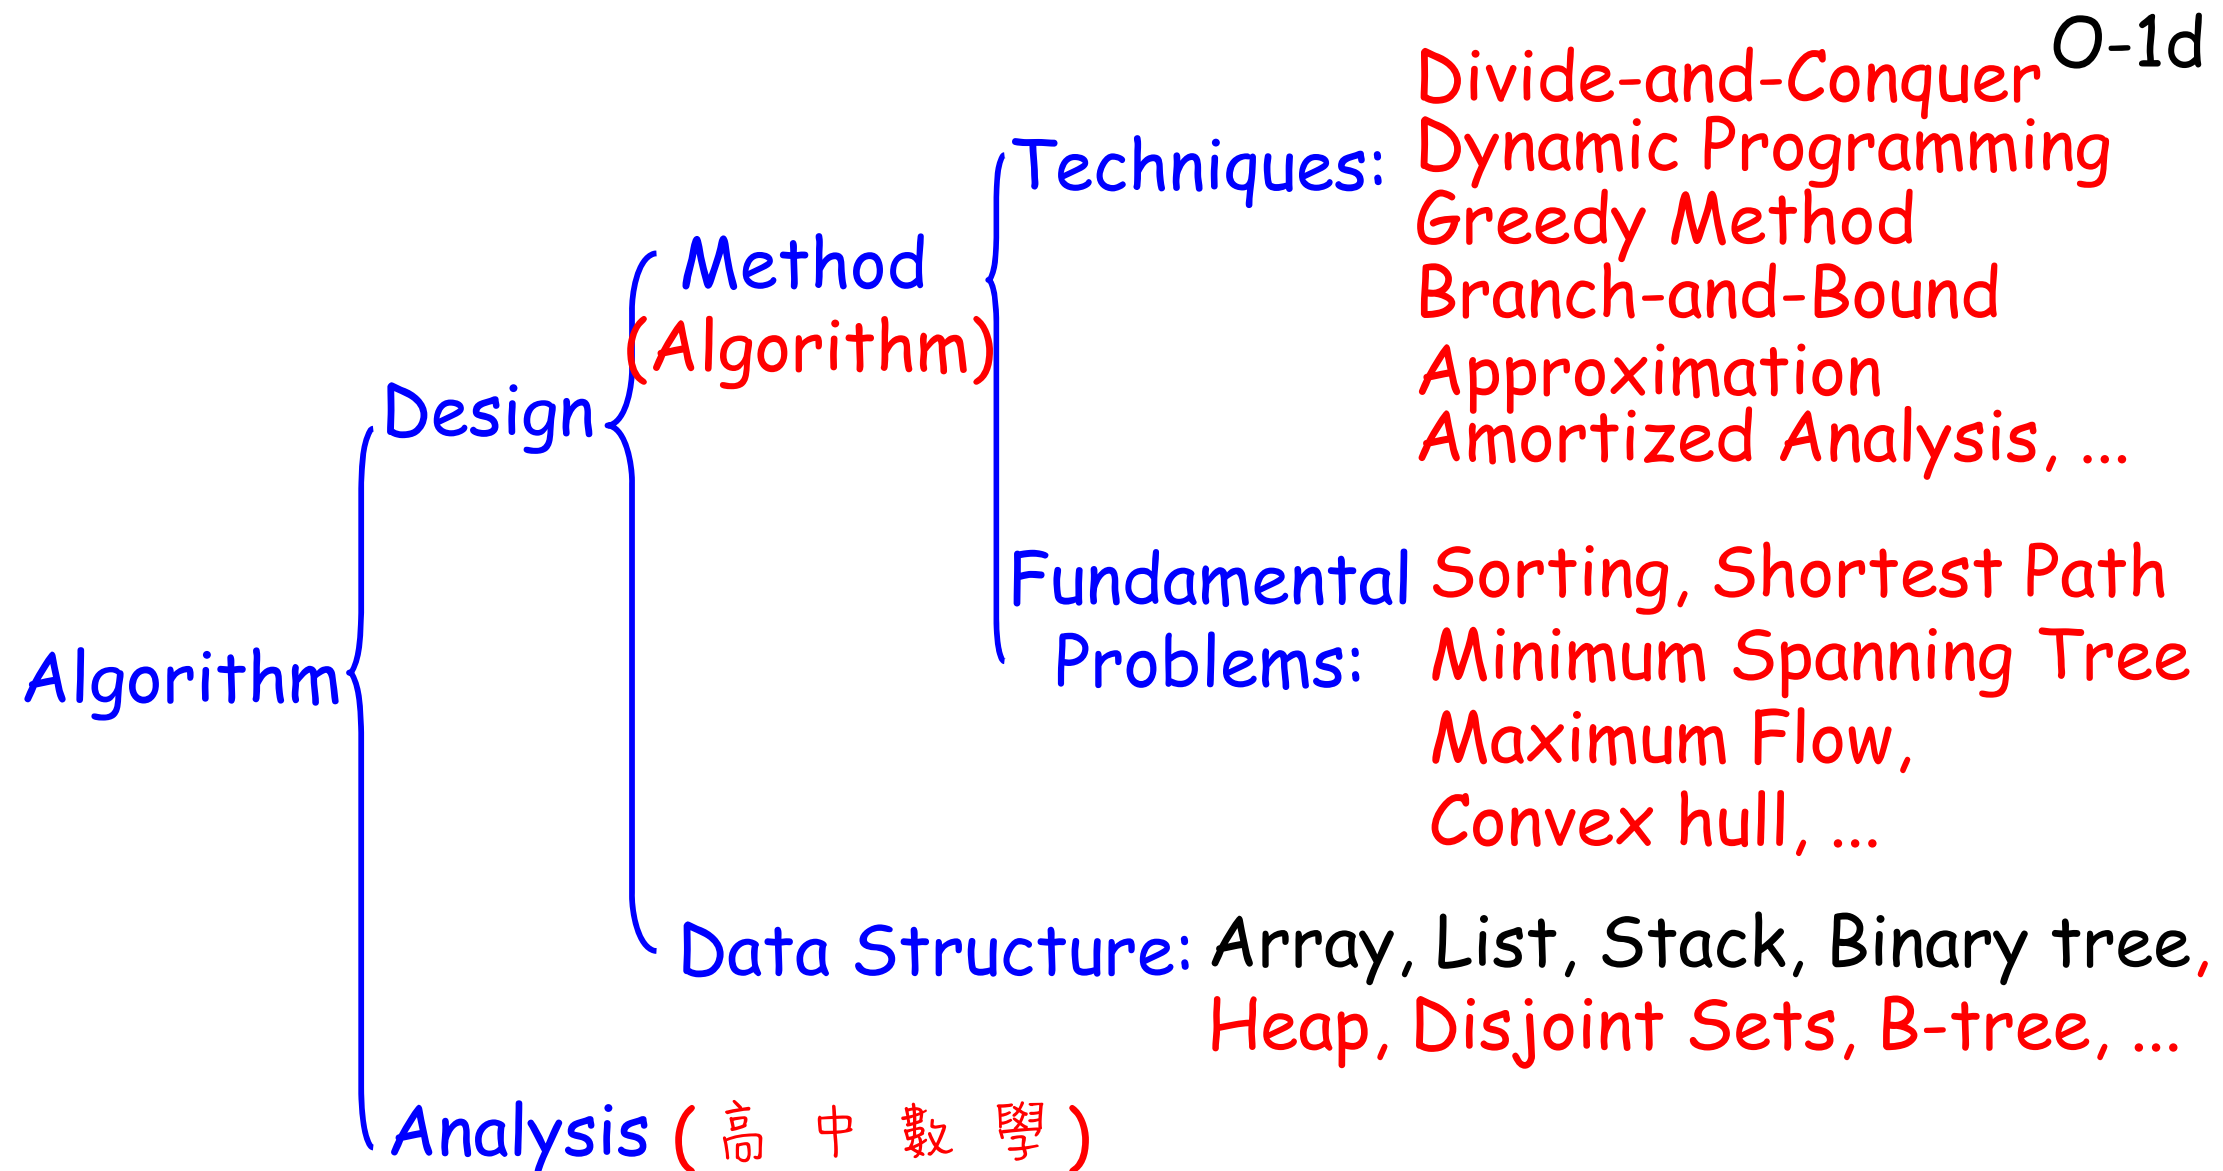 O-1d
Divide-and-Conquer
Techniques:
Dynamic Programming
Greedy Method
Method
Branch-and-Bound
(Algorithm)
Approximation
Design
Amortized Analysis, ...
Fundamental
Problems:
Sorting, Shortest Path
Minimum Spanning Tree
Algorithm
Maximum Flow,
Convex hull, ...
Data Structure: Array, List, Stack, Binary tree,
Heap, Disjoint Sets, B-tree, ...
Analysis (高中數學)